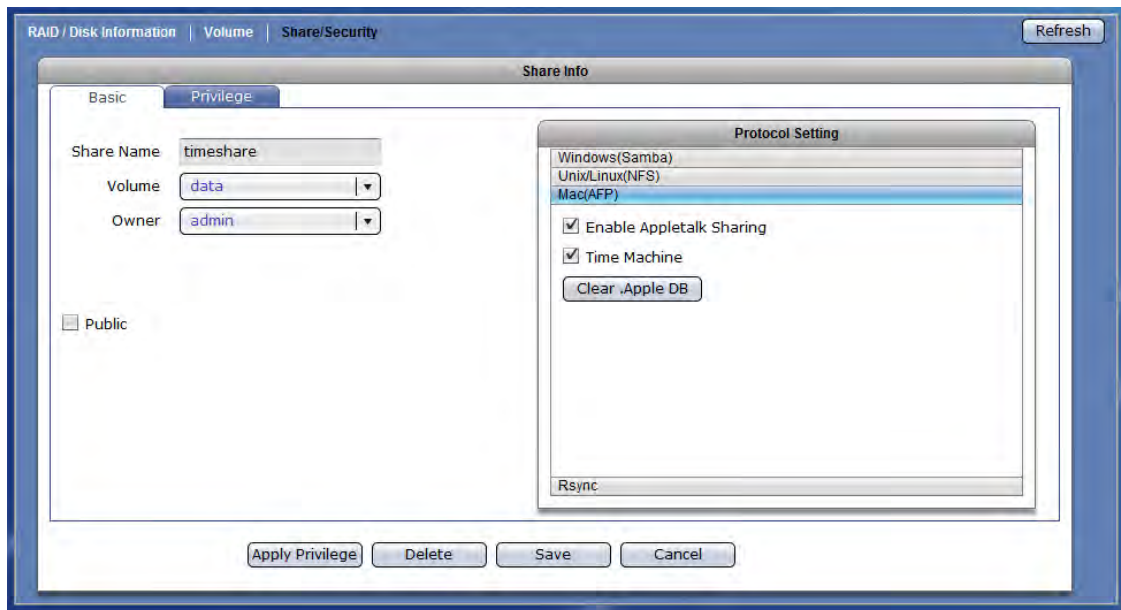 RAID / Disk Information | Volume | Share/Security
Refresh
Share Info
Basic
Privilege
Share Name timeshare
Volume data
Owner admin
Public
Protocol Setting
Windows(Samba)
Unix/Linux(NFS)
Mac(AFP)
Enable Appletalk Sharing
Time Machine
Clear .Apple DB
Rsync
Apply Privilege
Delete
Save
Cancel